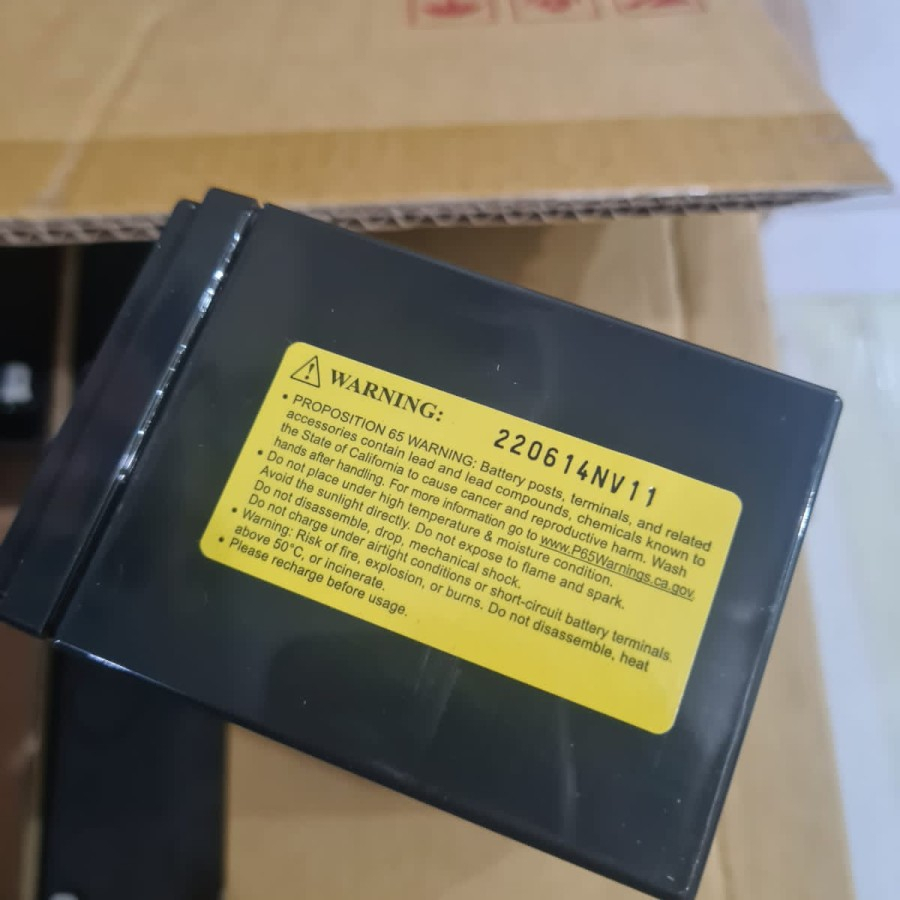 WARNING:
220614NV11
• PROPOSITION 65 WARNING: Battery posts, terminals, and related
accessories contain lead and lead compounds, chemicals known to
the State of California to cause cancer and reproductive harm. Wash
hands after handling. For more information go to www.P65Warnings.ca.gov.
• Do not place under high temperature & moisture condition.
Avoid the sunlight directly. Do not expose to flame and spark.
Do not disassemble, drop, mechanical shock.
• Do not charge under airtight conditions or short-circuit battery terminals.
• Warning: Risk of fire, explosion, or burns. Do not disassemble, heat
above 50°C, or incinerate.
• Please recharge before usage.